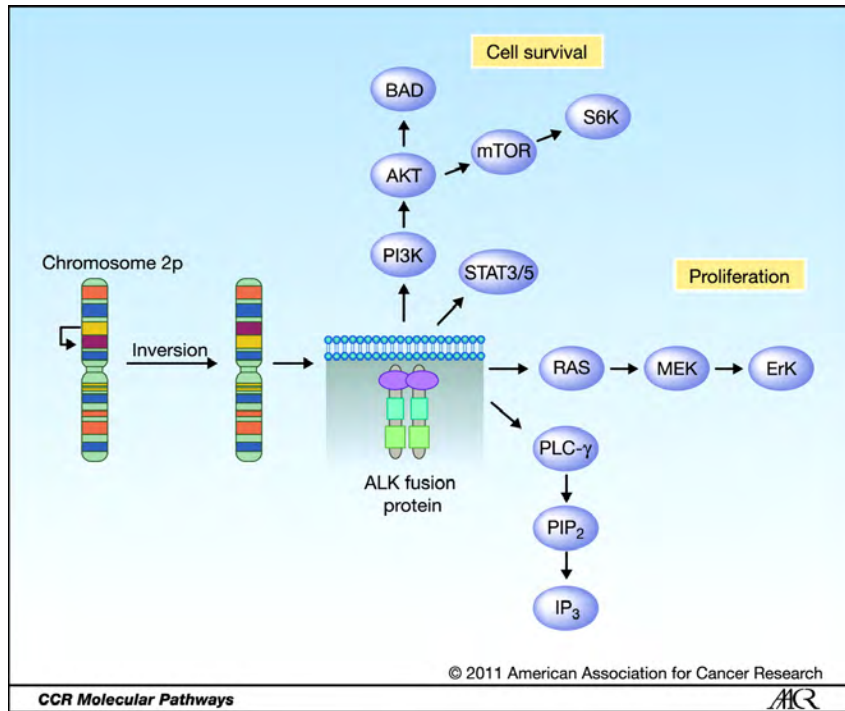 Cell survival
BAD
S6K
mTOR
AKT
PI3K
STAT3/5
Chromosome 2p
Proliferation
Inversion
RAS
MEK
ErK
PLC-γ
ALK fusion
protein
PIP₂
IP₃
© 2011 American Association for Cancer Research
CCR Molecular Pathways
AACR